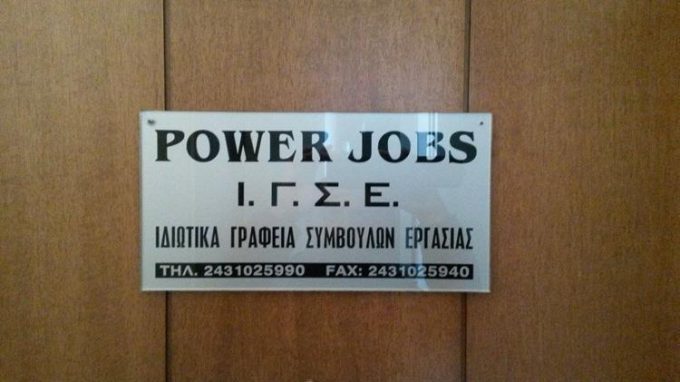 POWER JOBS
Ι. Γ. Σ. Ε.
ΙΔΙΩΤΙΚΑ ΓΡΑΦΕΙΑ ΣΥΜΒΟΥΛΩΝ ΕΡΓΑΣΙΑΣ
ΤΗΛ. 2431025990 FAX: 2431025940